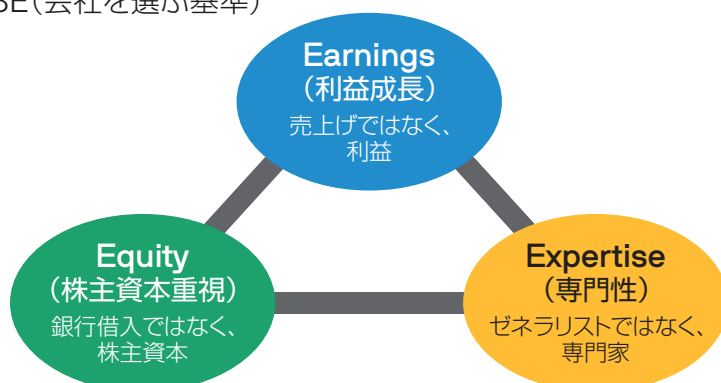 SE(会社を選ぶ基準)
Earnings
(利益成長)
売上げではなく、
利益
Equity
(株主資本重視)
銀行借入ではなく、
株主資本
Expertise
(専門性)
ゼネラリストではなく、
専門家